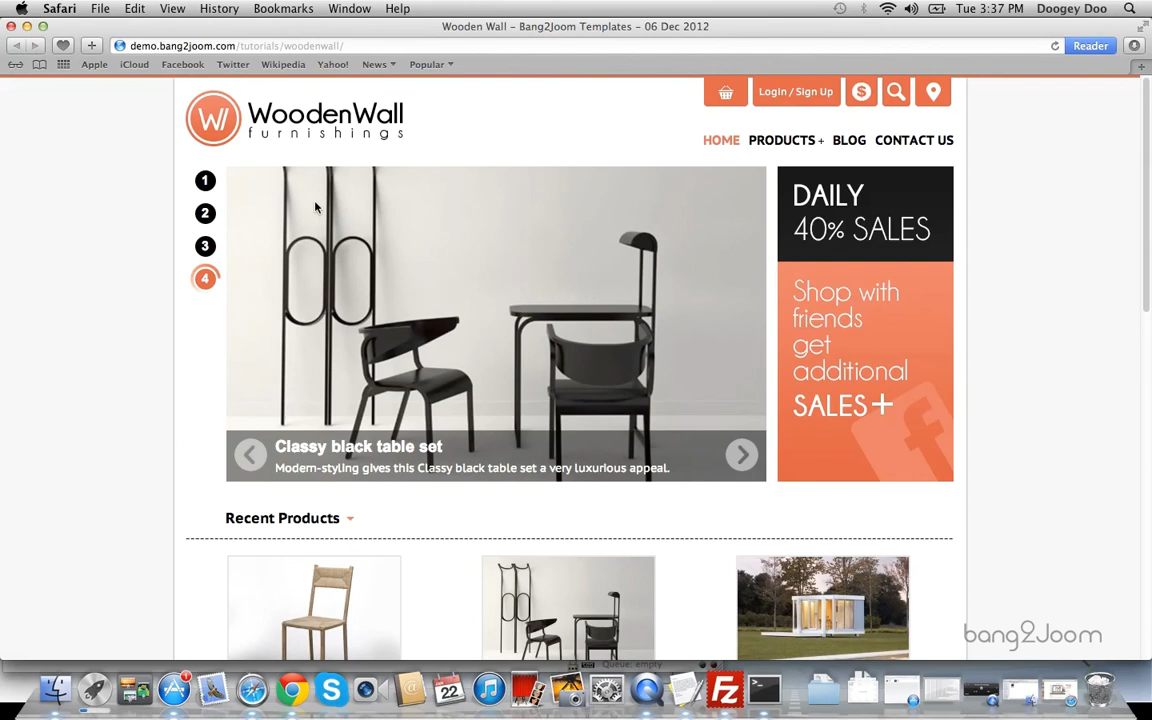 Safari File Edit View History Bookmarks Window Help Tue 3:37 PM Doogey Doo
Wooden Wall – Bang2Joom Templates – 06 Dec 2012
demo.bang2joom.com/tutorials/woodenwall/ Reader
Apple iCloud Facebook Twitter Wikipedia Yahoo! News Popular
W
WoodenWall
furnishings
Login / Sign Up $
HOME PRODUCTS + BLOG CONTACT US
1
2
3
4
Classy black table set
Modern-styling gives this Classy black table set a very luxurious appeal.
DAILY
40% SALES
Shop with
friends
get
additional
SALES+
f
Recent Products
bang2Joom
Queue: empty
1
22
S
Fz